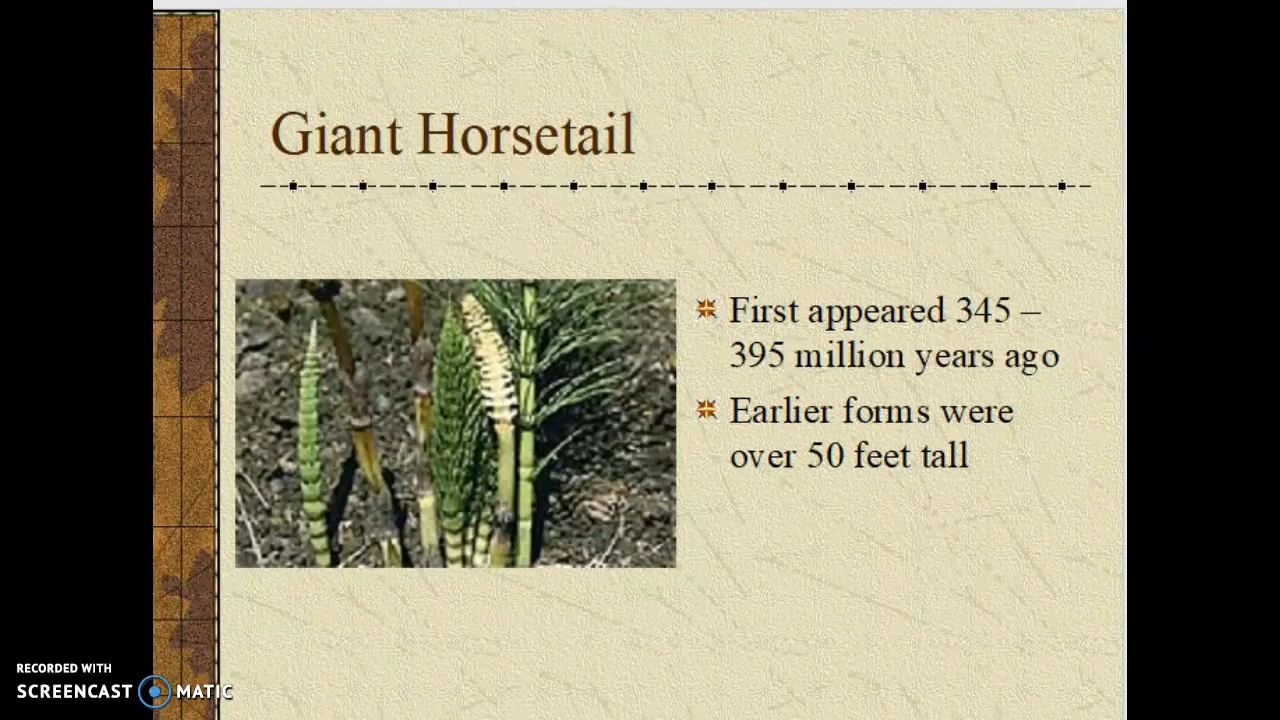 Giant Horsetail
First appeared 345 –
395 million years ago
Earlier forms were
over 50 feet tall
RECORDED WITH
SCREENCAST MATIC